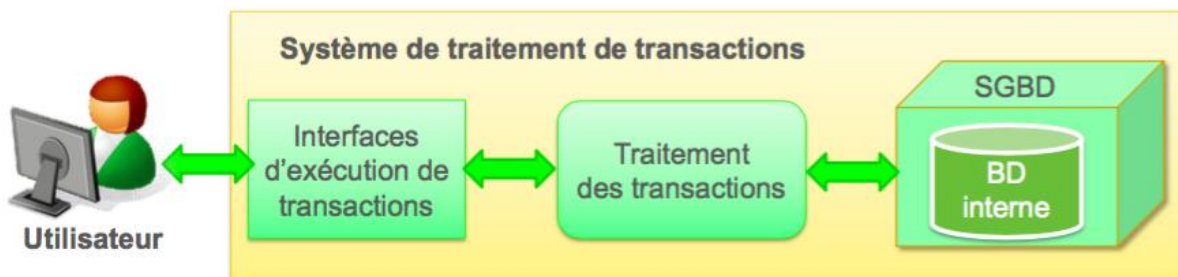 Système de traitement de transactions
SGBD
Interfaces
d'exécution de
transactions
Traitement
des transactions
BD
interne
Utilisateur